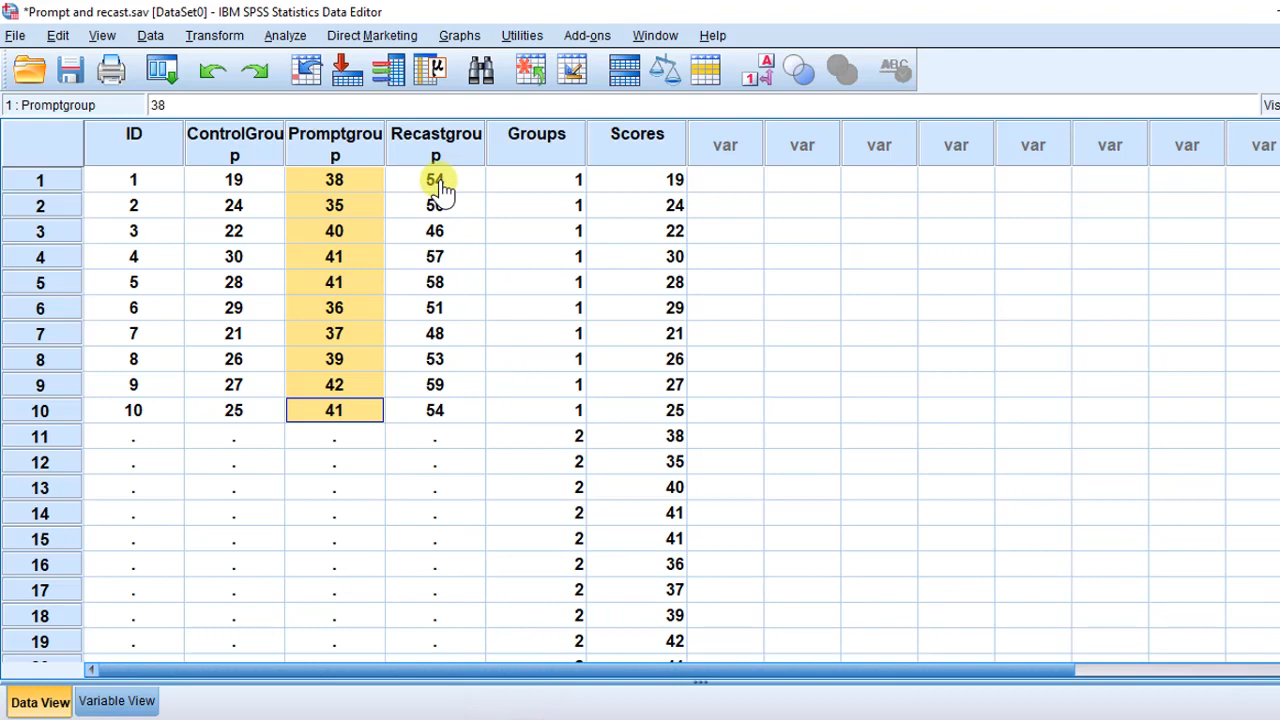 *Prompt and recast.sav [DataSet0] - IBM SPSS Statistics Data Editor
File Edit View Data Transform Analyze Direct Marketing Graphs Utilities Add-ons Window Help
1 : Promptgroup 38 Vis
ID ControlGrou Promptgrou Recastgrou Groups Scores var var var var var var var var
p p p
1 1 19 38 54 1 19
2 2 24 35 1 24
3 3 22 40 46 1 22
4 4 30 41 57 1 30
5 5 28 41 58 1 28
6 6 29 36 51 1 29
7 7 21 37 48 1 21
8 8 26 39 53 1 26
9 9 27 42 59 1 27
10 10 25 41 54 1 25
11 . . . . 2 38
12 . . . . 2 35
13 . . . . 2 40
14 . . . . 2 41
15 . . . . 2 41
16 . . . . 2 36
17 . . . . 2 37
18 . . . . 2 39
19 . . . . 2 42
Data View Variable View